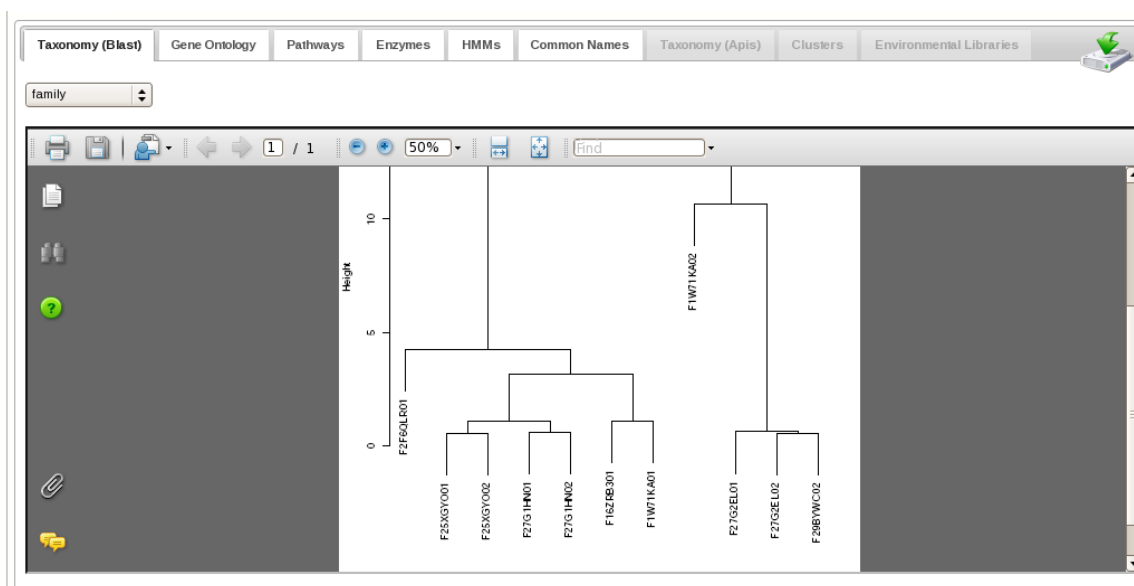 Taxonomy (Blast) Gene Ontology Pathways Enzymes HMMs Common Names Taxonomy (Apis) Clusters Environmental Libraries
family
1 / 1 50% Find
10
Height
5
0
F2F6QLR01
F25XGYO01
F25XGYO02
F27G1HN01
F27G1HN02
F16ZRB301
F1W71KA01
F1W71KA02
F27G2EL01
F27G2EL02
F29BYWC02